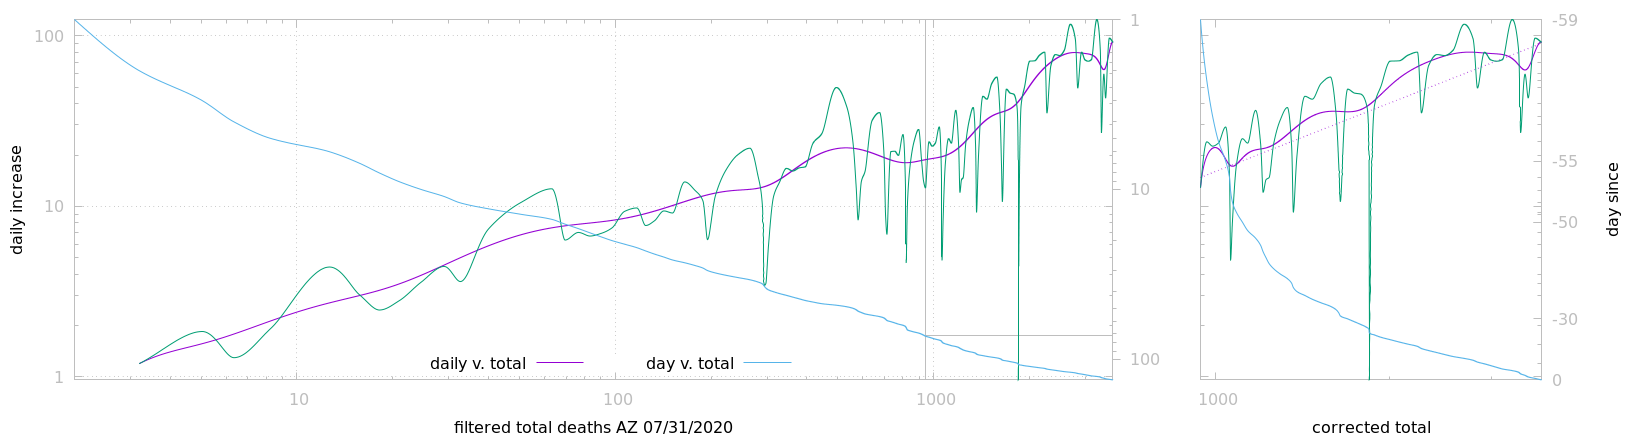 100
10
1
daily increase
daily v. total
day v. total
1
10
100
10
100
1000
filtered total deaths AZ 07/31/2020
-59
-55
-50
-30
0
day since
1000
corrected total